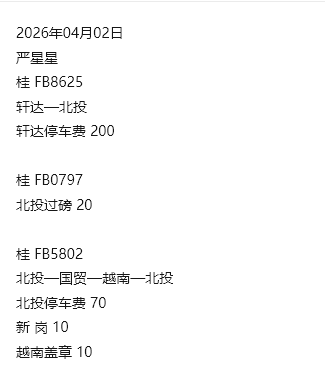 2026年04月02日
严星星
桂 FB8625
轩达—北投
轩达停车费 200
桂 FB0797
北投过磅 20
桂 FB5802
北投—国贸—越南—北投
北投停车费 70
新 岗 10
越南盖章 10